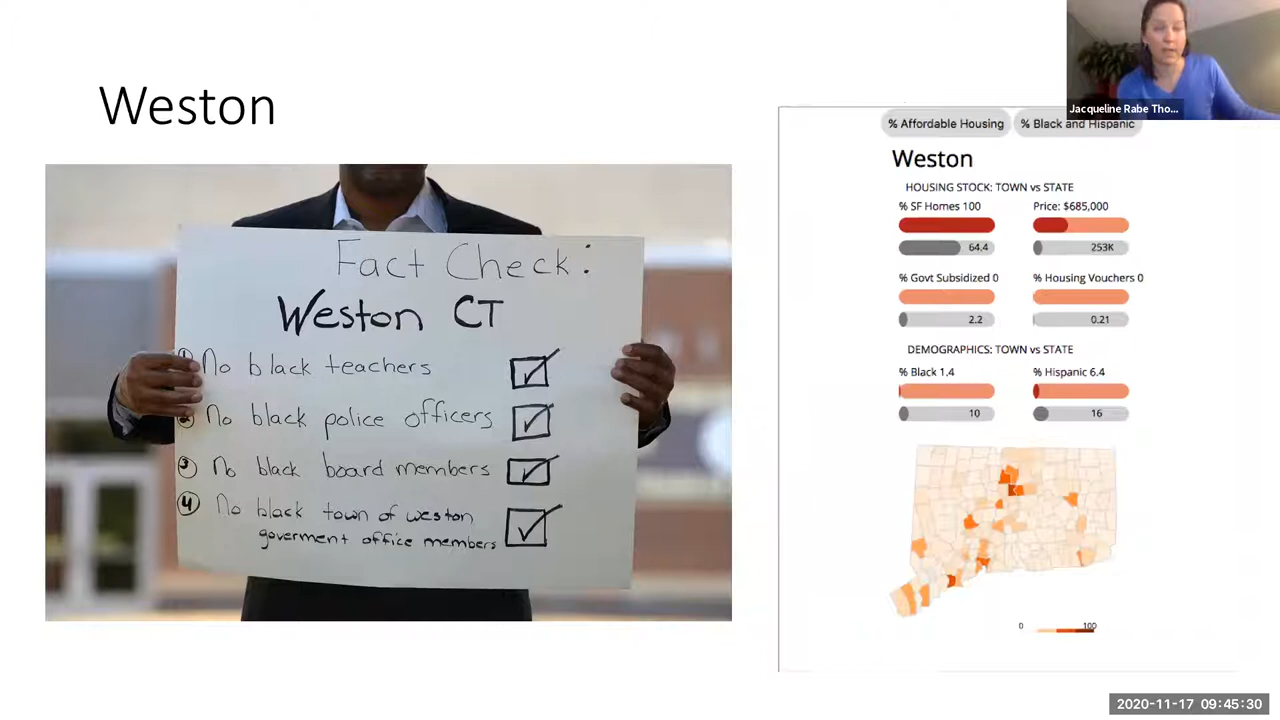 Weston
Fact Check:
Weston CT
No black teachers
2 No black police officers
3 No black board members
4 No black town of weston
goverment office members
Jacqueline Rabe Tho...
% Affordable Housing
% Black and Hispanic
Weston
HOUSING STOCK: TOWN vs STATE
% SF Homes 100
Price: $685,000
64.4
253K
% Govt Subsidized 0
% Housing Vouchers 0
2.2
0.21
DEMOGRAPHICS: TOWN vs STATE
% Black 1.4
% Hispanic 6.4
10
16
0
100
2020-11-17 09:45:30